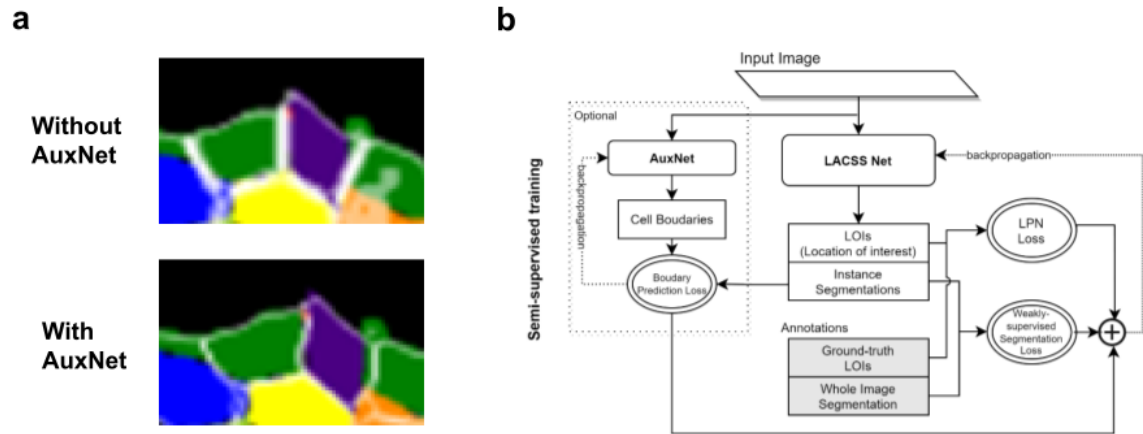 a
Without
AuxNet
With
AuxNet
b
Semi-supervised training
Input Image
Optional
AuxNet
backpropagation
Cell Boudaries
Boudary
Prediction Loss
LACSS Net
backpropagation
LOIs
(Location of interest)
Instance
Segmentations
LPN
Loss
Weakly-
supervised
Segmentation
Loss
+
Annotations
Ground-truth
LOIs
Whole Image
Segmentation